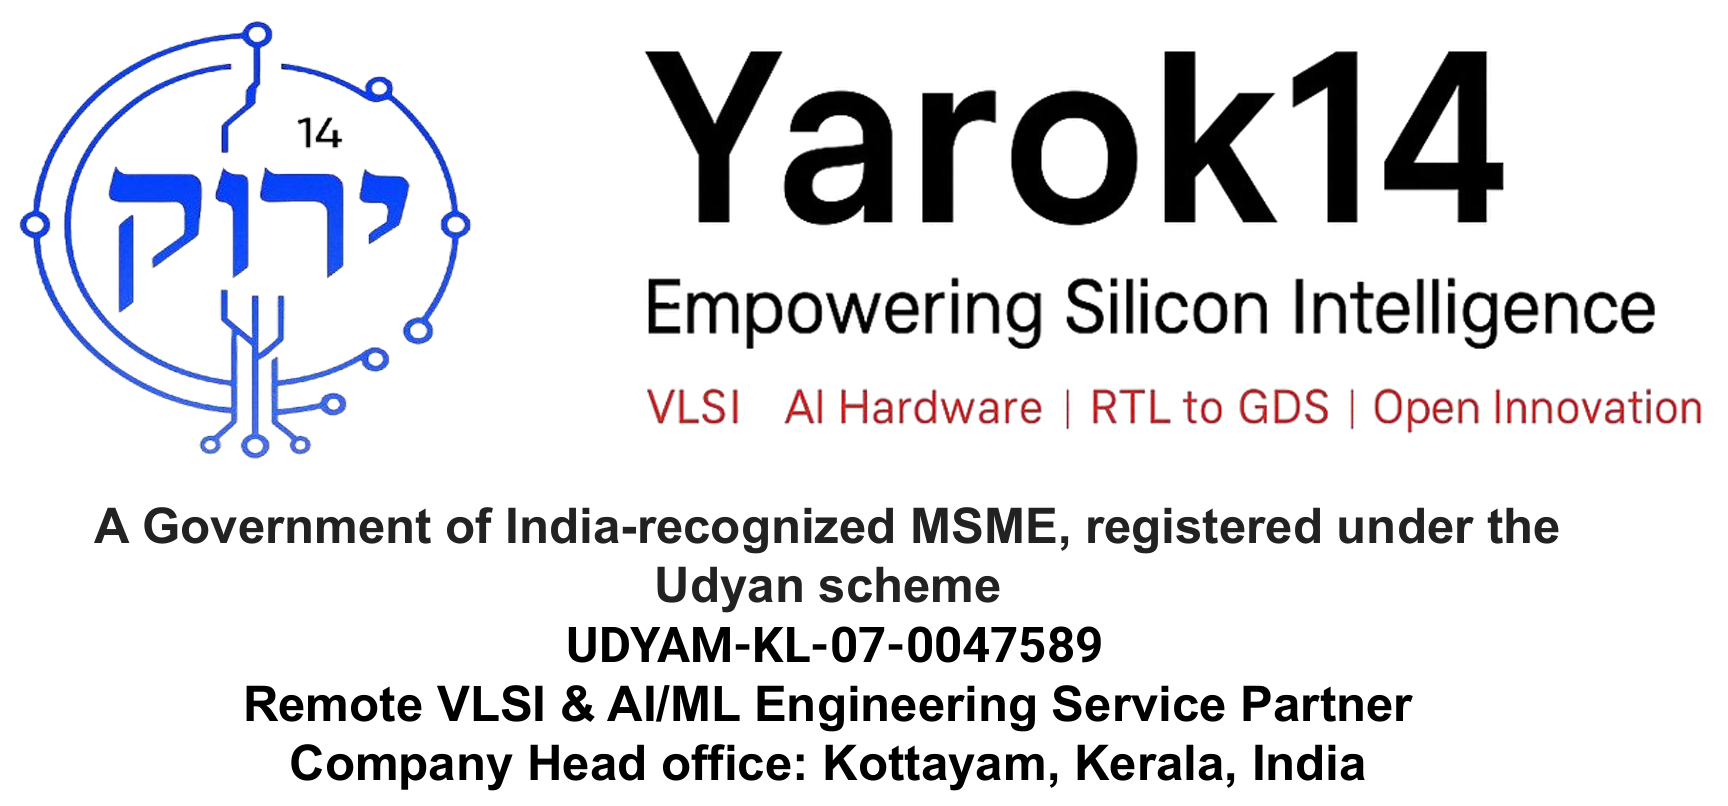 14
ירוק
Yarok14
Empowering Silicon Intelligence
VLSI AI Hardware | RTL to GDS | Open Innovation
A Government of India-recognized MSME, registered under the
Udyan scheme
UDYAM-KL-07-0047589
Remote VLSI & AI/ML Engineering Service Partner
Company Head office: Kottayam, Kerala, India